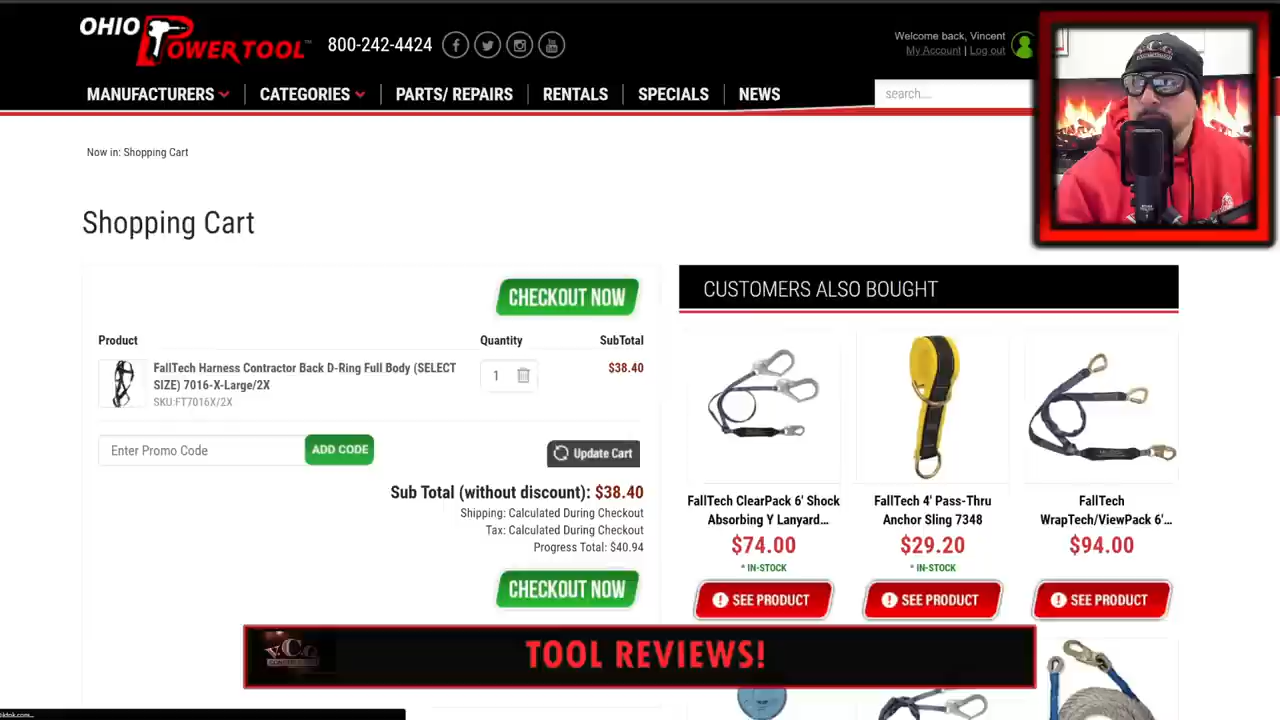 OHIO
POWER TOOL™
800-242-4424
Welcome back, Vincent
My Account | Log out
MANUFACTURERS
CATEGORIES
PARTS/ REPAIRS
RENTALS
SPECIALS
NEWS
search....
Now in: Shopping Cart
Shopping Cart
CHECKOUT NOW
Product
Quantity
SubTotal
FallTech Harness Contractor Back D-Ring Full Body (SELECT
SIZE) 7016-X-Large/2X
SKU:FT7016X/2X
1
$38.40
Enter Promo Code
ADD CODE
Update Cart
Sub Total (without discount): $38.40
Shipping: Calculated During Checkout
Tax: Calculated During Checkout
Progress Total: $40.94
CHECKOUT NOW
CUSTOMERS ALSO BOUGHT
FallTech ClearPack 6' Shock
Absorbing Y Lanyard...
$74.00
* IN-STOCK
SEE PRODUCT
FallTech 4' Pass-Thru
Anchor Sling 7348
$29.20
* IN-STOCK
SEE PRODUCT
FallTech
WrapTech/ViewPack 6'...
$94.00
SEE PRODUCT
V.Co.
TOOL REVIEWS!